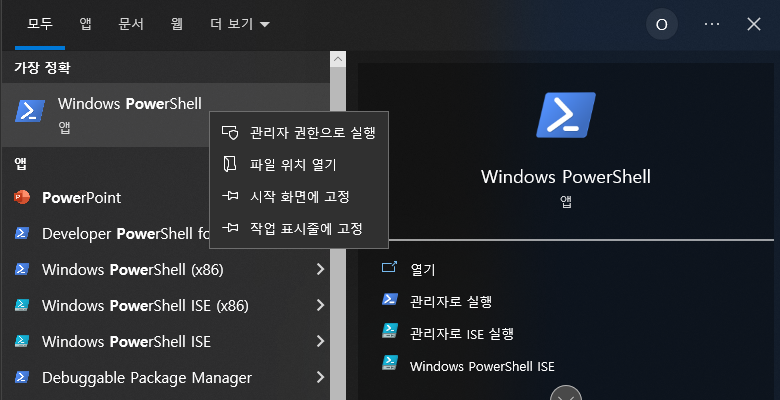 모두 앱 문서 웹 더 보기
O
가장 정확
Windows PowerShell
앱
관리자 권한으로 실행
파일 위치 열기
시작 화면에 고정
작업 표시줄에 고정
앱
PowerPoint
Developer PowerShell fo
Windows PowerShell (x86)
Windows PowerShell ISE (x86)
Windows PowerShell ISE
Debuggable Package Manager
Windows PowerShell
앱
열기
관리자로 실행
관리자로 ISE 실행
Windows PowerShell ISE